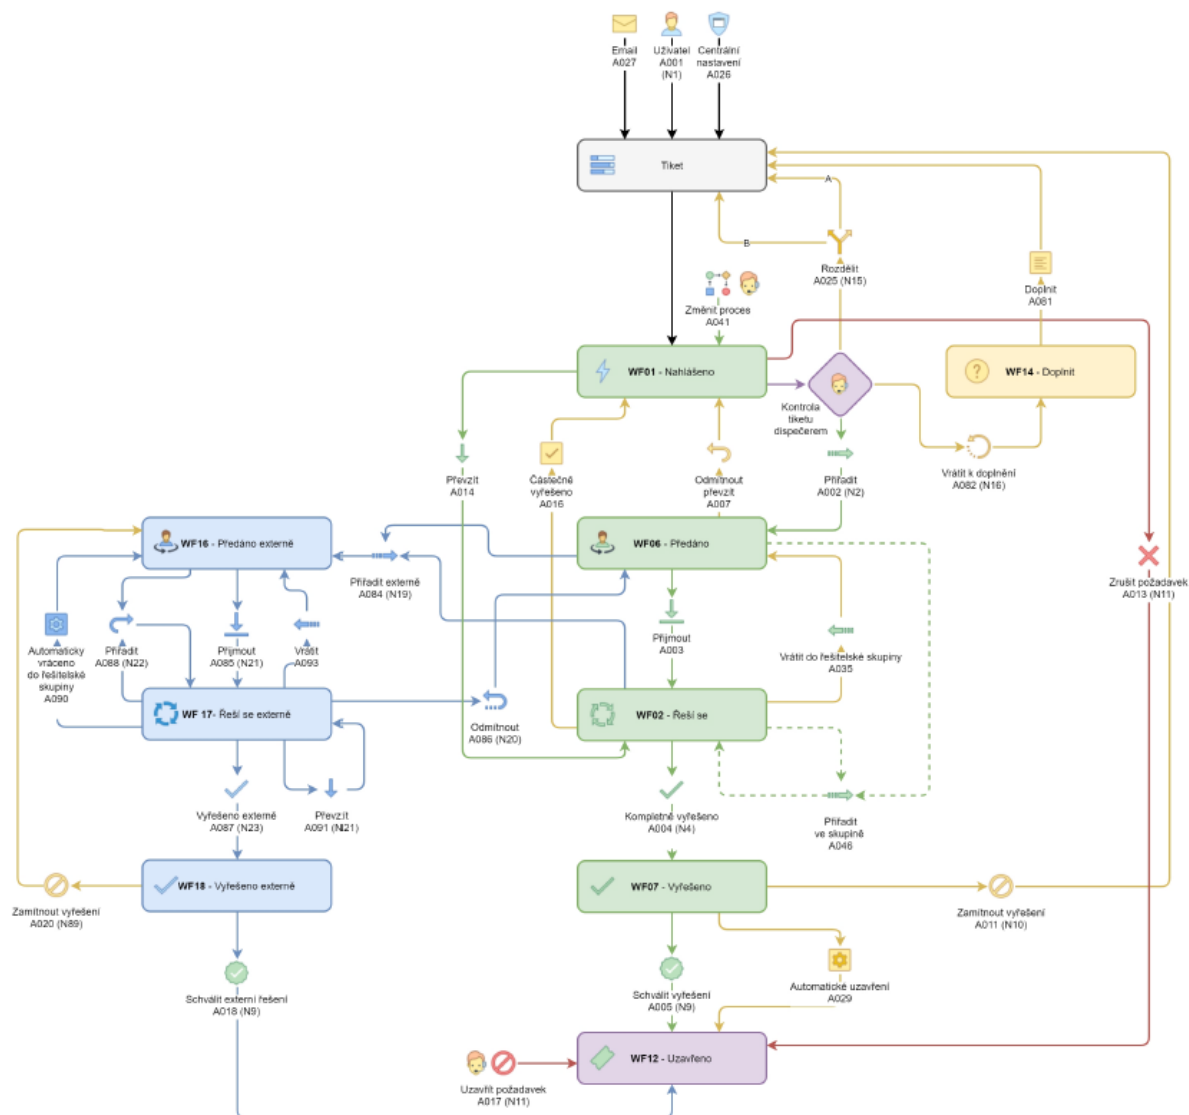 Email
A027
Uživatel
A001
(N1)
Centrální
nastavení
A026
Tiket
A
B
Rozdělit
A025 (N15)
Doplnit
A081
Změnit proces
A041
WF01 - Nahlášeno
WF14 - Doplnit
Kontrola
tiketu
dispečerem
Převzít
A014
Částečně
vyřešeno
A016
Odmítnout
převzít
A007
Přiřadit
A002 (N2)
Vrátit k doplnění
A082 (N16)
WF16 - Předáno externě
WF06 - Předáno
Přiřadit externě
A084 (N19)
Zrušit požadavek
A013 (N11)
Automaticky
vráceno
do řešitelské
skupiny
A090
Přiřadit
A088 (N22)
Přijmout
A085 (N21)
Vrátit
A093
Přijmout
A003
Vrátit do řešitelské skupiny
A035
WF 17- Řeší se externě
Odmítnout
A086 (N20)
WF02 - Řeší se
Vyřešeno externě
A087 (N23)
Převzít
A091 (N21)
Kompletně vyřešeno
A004 (N4)
Přiřadit
ve skupině
A046
WF18 - Vyřešeno externě
WF07 - Vyřešeno
Zamítnout vyřešení
A020 (N89)
Zamítnout vyřešení
A011 (N10)
Schválit externí řešení
A018 (N9)
Schválit vyřešení
A005 (N9)
Automatické uzavření
A029
WF12 - Uzavřeno
Uzavřít požadavek
A017 (N11)